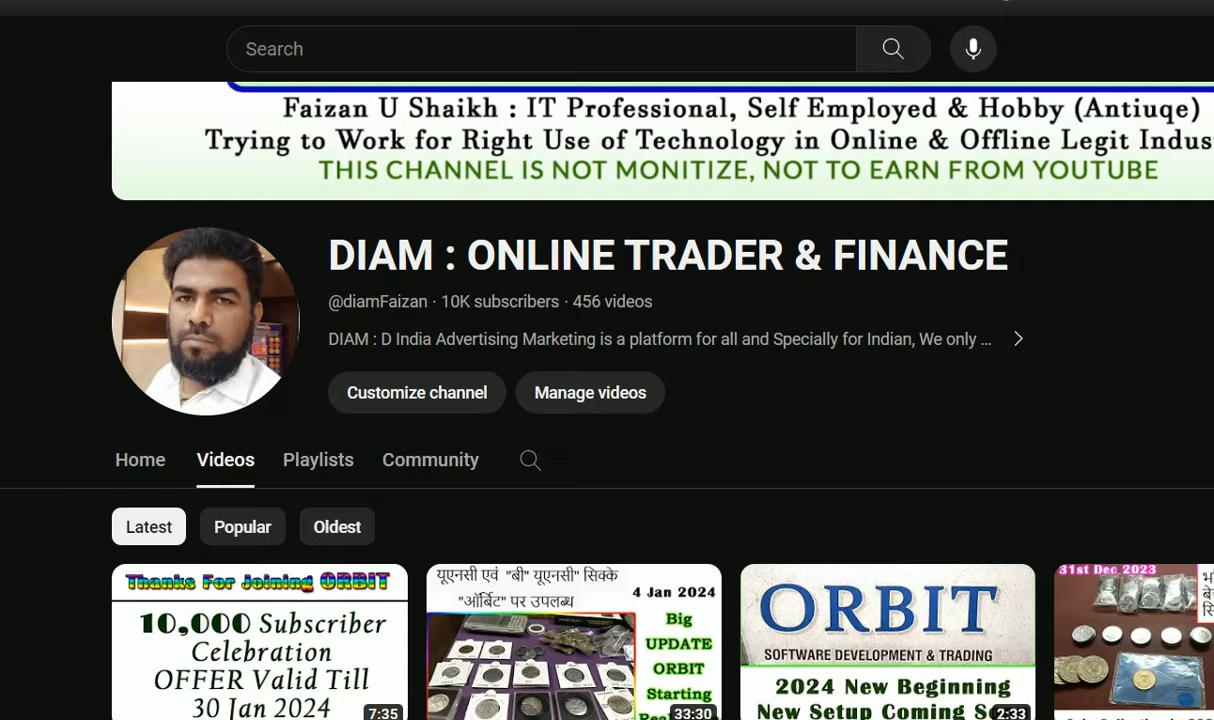 Search
Faizan U Shaikh : IT Professional, Self Employed & Hobby (Antiuqe)
Trying to Work for Right Use of Technology in Online & Offline Legit Indus
THIS CHANNEL IS NOT MONITIZE, NOT TO EARN FROM YOUTUBE
DIAM : ONLINE TRADER & FINANCE
@diamFaizan · 10K subscribers · 456 videos
DIAM : D India Advertising Marketing is a platform for all and Specially for Indian, We only ...
Customize channel Manage videos
Home Videos Playlists Community
Latest Popular Oldest
Thanks For Joining ORBIT
10,000 Subscriber
Celebration
OFFER Valid Till
30 Jan 2024
7:35
यूएनसी एवं "बी" यूएनसी" सिक्के
"ऑर्बिट" पर उपलब्ध
4 Jan 2024
Big
UPDATE
ORBIT
Starting
33:30
ORBIT
SOFTWARE DEVELOPMENT & TRADING
2024 New Beginning
New Setup Coming
2:33
31st Dec 2023